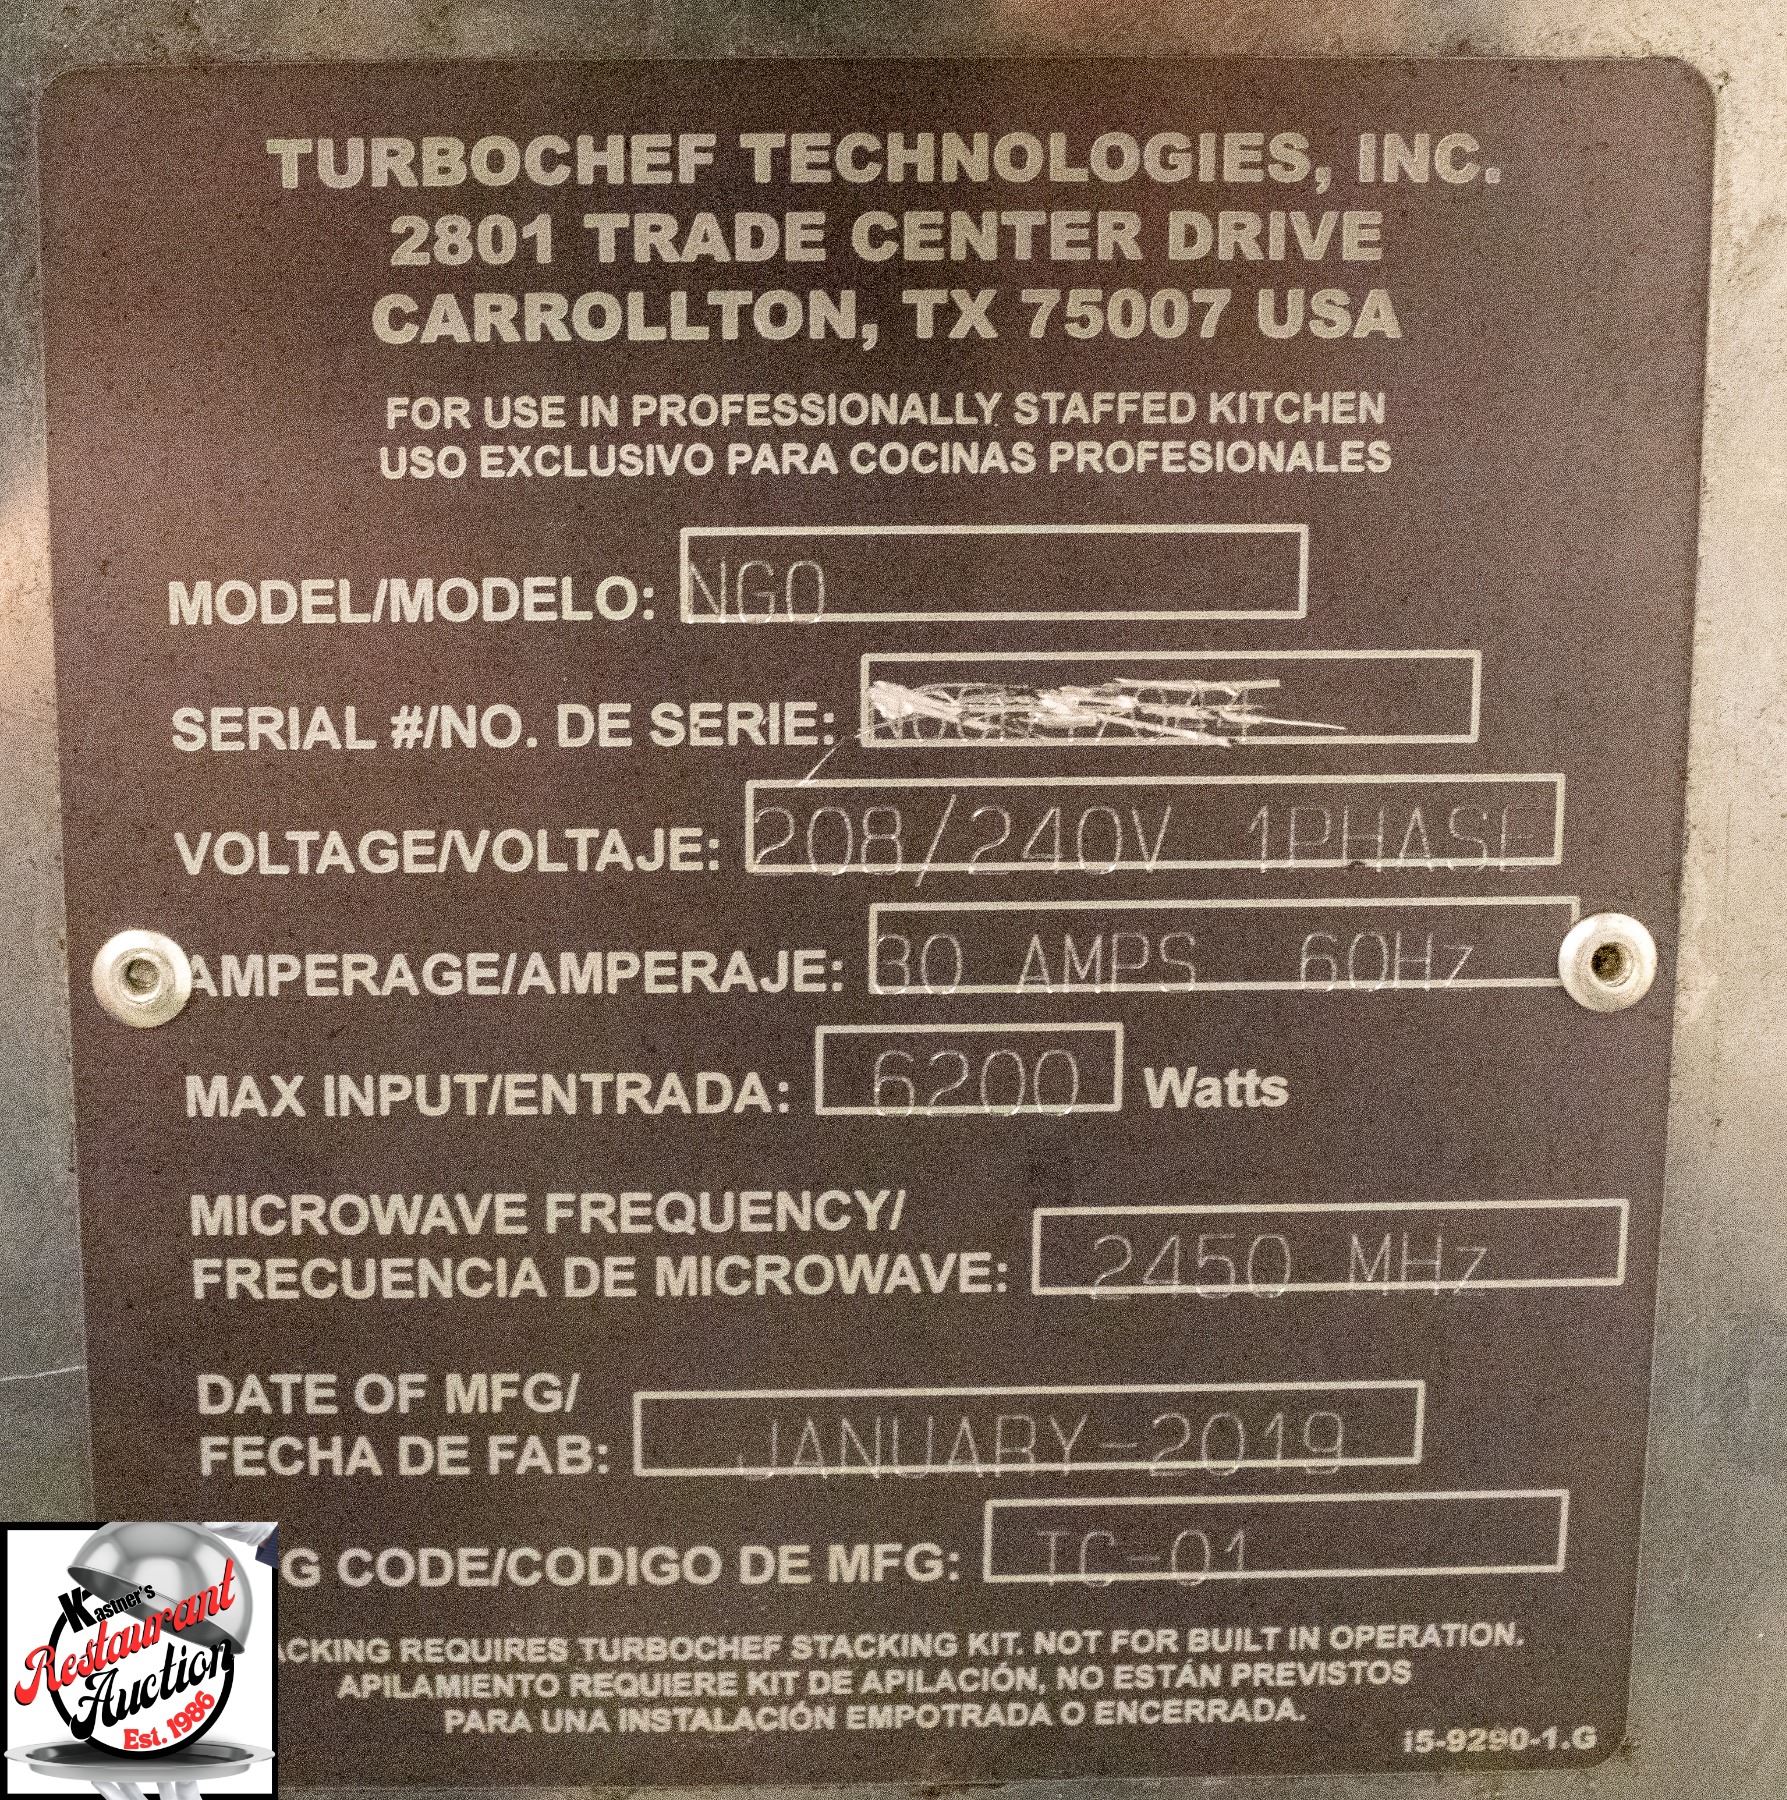 TURBOCHEF TECHNOLOGIES, INC.
2801 TRADE CENTER DRIVE
CARROLLTON, TX 75007 USA
FOR USE IN PROFESSIONALLY STAFFED KITCHEN
USO EXCLUSIVO PARA COCINAS PROFESIONALES
MODEL/MODELO: NGO
SERIAL #/NO. DE SERIE:
VOLTAGE/VOLTAJE: 208/240V 1PHASE
AMPERAGE/AMPERAJE: 30 AMPS 60Hz
MAX INPUT/ENTRADA: 6200 Watts
MICROWAVE FREQUENCY/
FRECUENCIA DE MICROWAVE: 2450 MHz
DATE OF MFG/
FECHA DE FAB: JANUARY-2019
G CODE/CODIGO DE MFG: TC-01
ACKING REQUIRES TURBOCHEF STACKING KIT. NOT FOR BUILT IN OPERATION.
APILAMIENTO REQUIERE KIT DE APILACIÓN, NO ESTÁN PREVISTOS
PARA UNA INSTALACIÓN EMPOTRADA O ENCERRADA.
i5-9290-1.G
Kastner's
Restaurant
Auction
Est. 1986